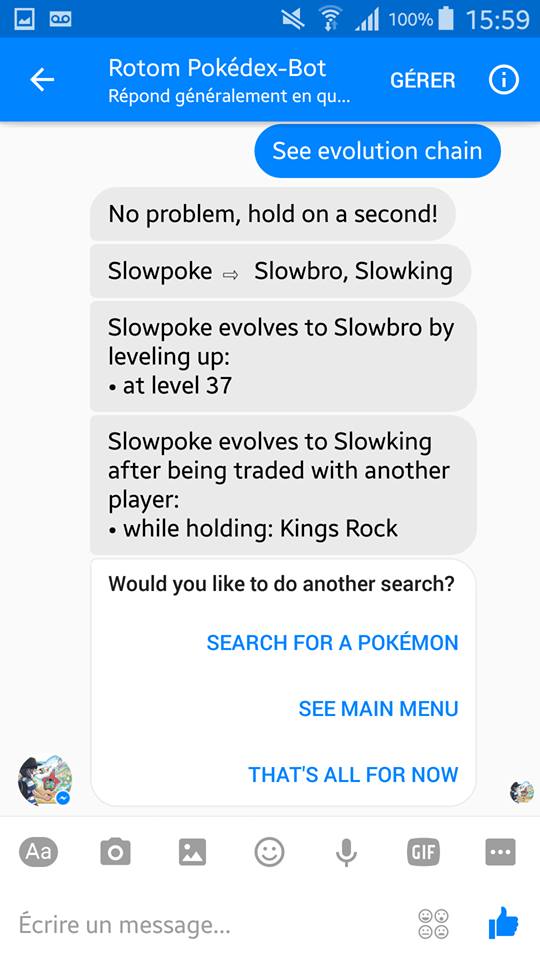 100% 15:59
Rotom Pokédex-Bot
Répond généralement en qu...
GÉRER
See evolution chain
No problem, hold on a second!
Slowpoke ⇨ Slowbro, Slowking
Slowpoke evolves to Slowbro by
leveling up:
• at level 37
Slowpoke evolves to Slowking
after being traded with another
player:
• while holding: Kings Rock
Would you like to do another search?
SEARCH FOR A POKÉMON
SEE MAIN MENU
THAT'S ALL FOR NOW
Aa
GIF
Écrire un message...